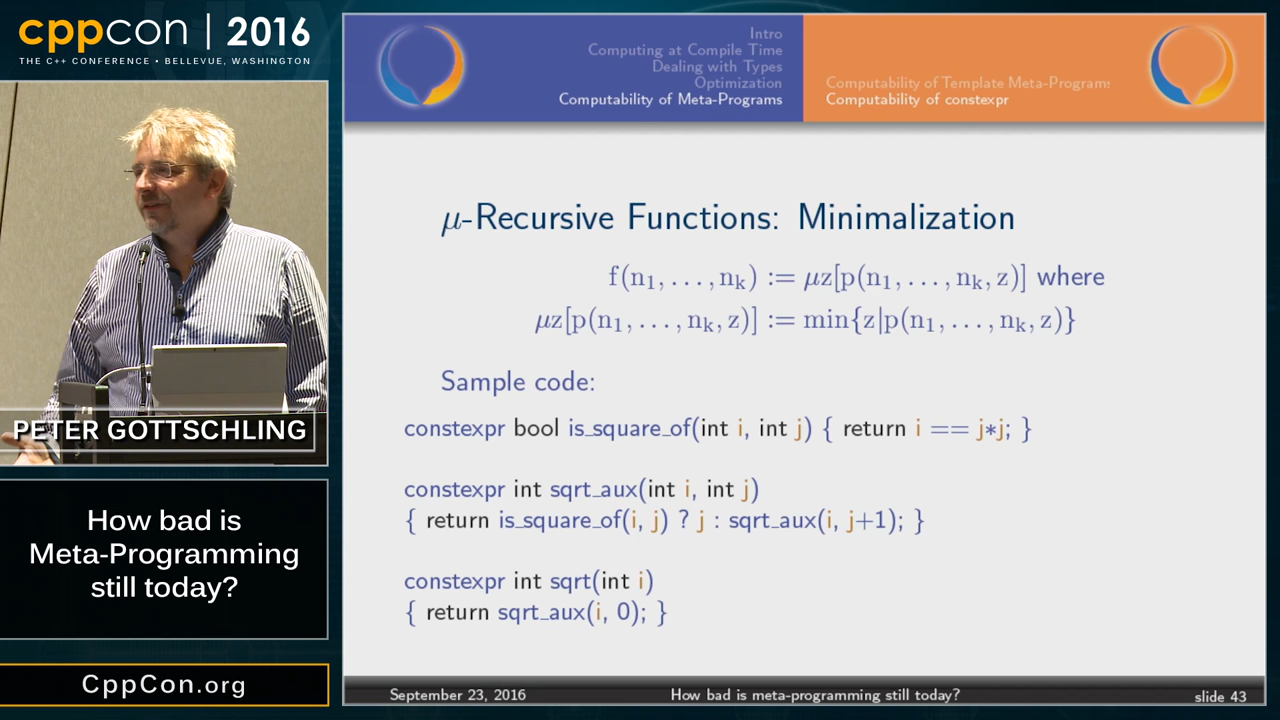 cppcon | 2016
THE C++ CONFERENCE • BELLEVUE, WASHINGTON
PETER GOTTSCHLING
How bad is
Meta-Programming
still today?
CppCon.org
Intro
Computing at Compile Time
Dealing with Types
Optimization
Computability of Meta-Programs
Computability of Template Meta-Programs
Computability of constexpr
μ-Recursive Functions: Minimalization
f(n₁, . . . , nₖ) := μz[p(n₁, . . . , nₖ, z)] where
μz[p(n₁, . . . , nₖ, z)] := min{z|p(n₁, . . . , nₖ, z)}
Sample code:
constexpr bool is_square_of(int i, int j) { return i == j*j; }
constexpr int sqrt_aux(int i, int j)
{ return is_square_of(i, j) ? j : sqrt_aux(i, j+1); }
constexpr int sqrt(int i)
{ return sqrt_aux(i, 0); }
September 23, 2016 How bad is meta-programming still today? slide 43